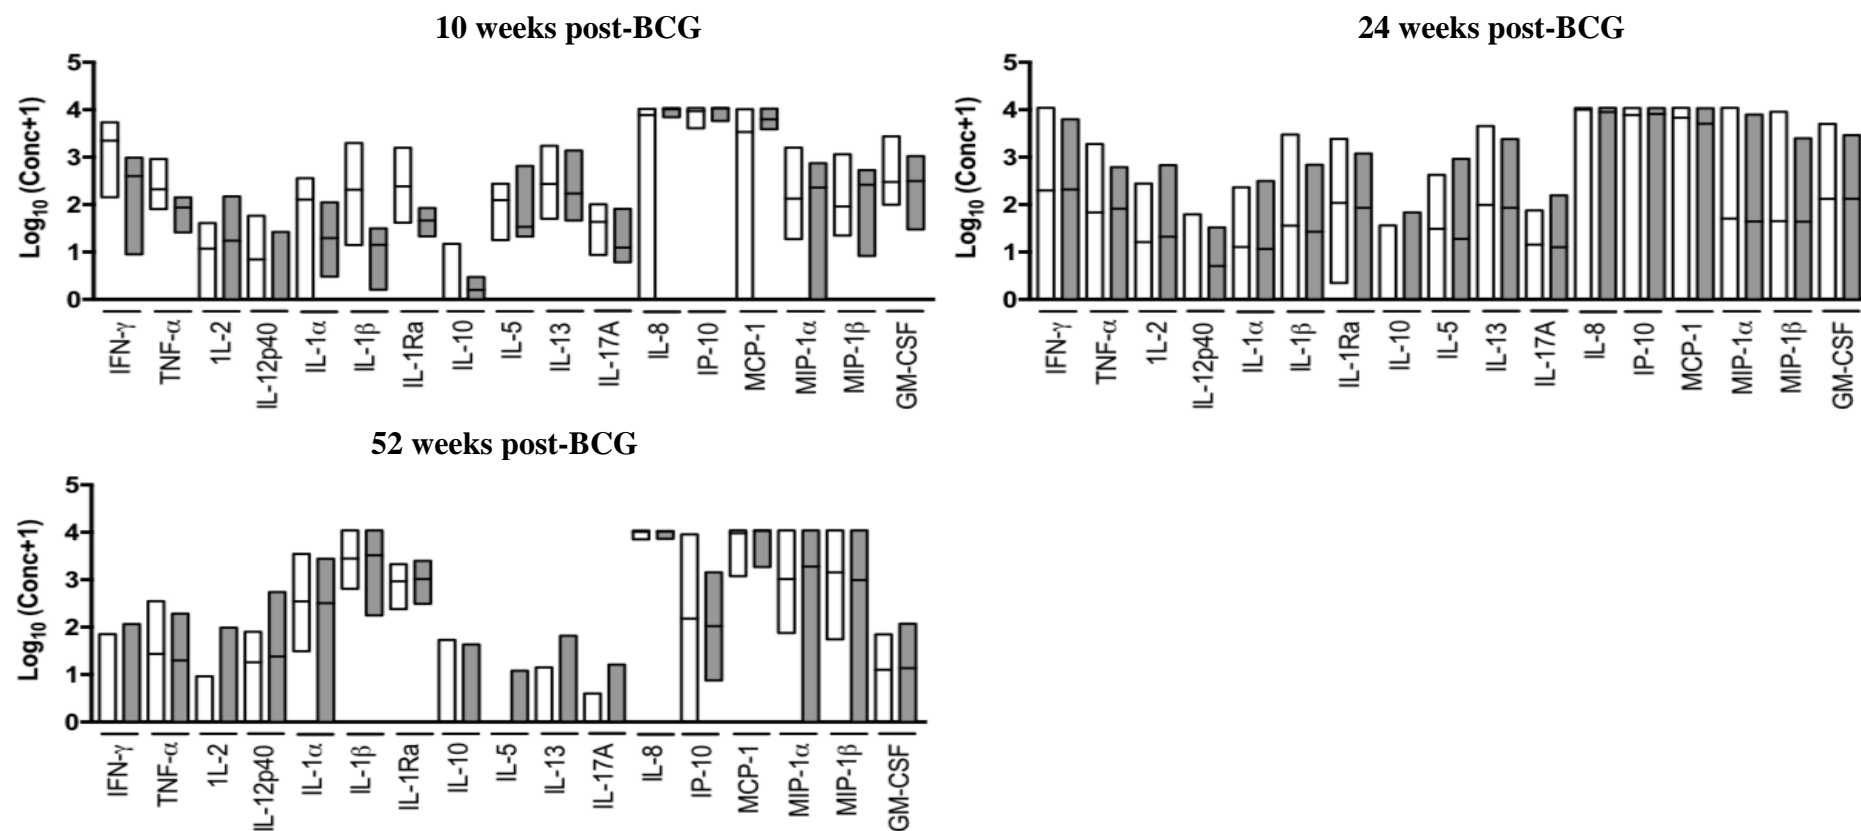 10 weeks post-BCG
5
4
3
2
1
0
Log10 (Conc+1)
IFN-γ
TNF-α
1L-2
IL-12p40
IL-1α
IL-1β
IL-1Ra
IL-10
IL-5
IL-13
IL-17A
IL-8
IP-10
MCP-1
MIP-1α
MIP-1β
GM-CSF
24 weeks post-BCG
5
4
3
2
1
0
Log10 (Conc+1)
IFN-γ
TNF-α
1L-2
IL-12p40
IL-1α
IL-1β
IL-1Ra
IL-10
IL-5
IL-13
IL-17A
IL-8
IP-10
MCP-1
MIP-1α
MIP-1β
GM-CSF
52 weeks post-BCG
5
4
3
2
1
0
Log10 (Conc+1)
IFN-γ
TNF-α
1L-2
IL-12p40
IL-1α
IL-1β
IL-1Ra
IL-10
IL-5
IL-13
IL-17A
IL-8
IP-10
MCP-1
MIP-1α
MIP-1β
GM-CSF